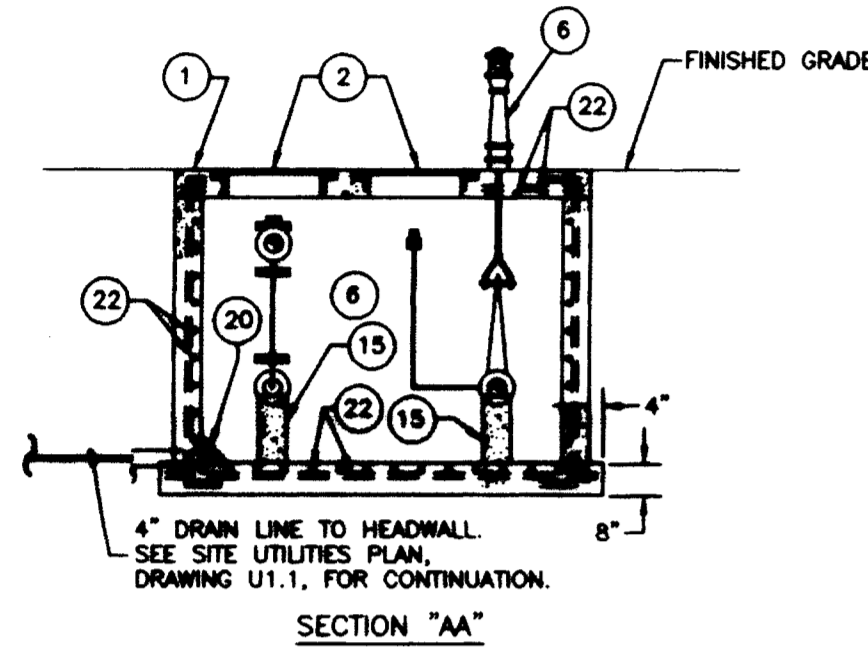 6
1
2
FINISHED GRADE
22
22
20
6
15
22
15
4"
8"
4" DRAIN LINE TO HEADWALL.
SEE SITE UTILITIES PLAN,
DRAWING U1.1, FOR CONTINUATION.
SECTION "AA"